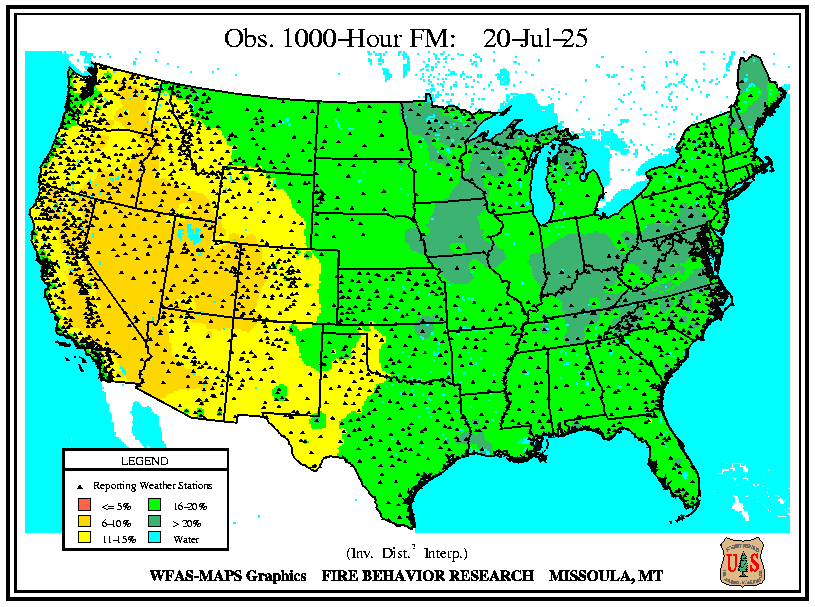 Obs. 1000-Hour FM: 20-Jul-25
LEGEND
Reporting Weather Stations
<= 5%
16-20%
6-10%
> 20%
11-15%
Water
(Inv. Dist.² Interp.)
WFAS-MAPS Graphics FIRE BEHAVIOR RESEARCH MISSOULA, MT
U S